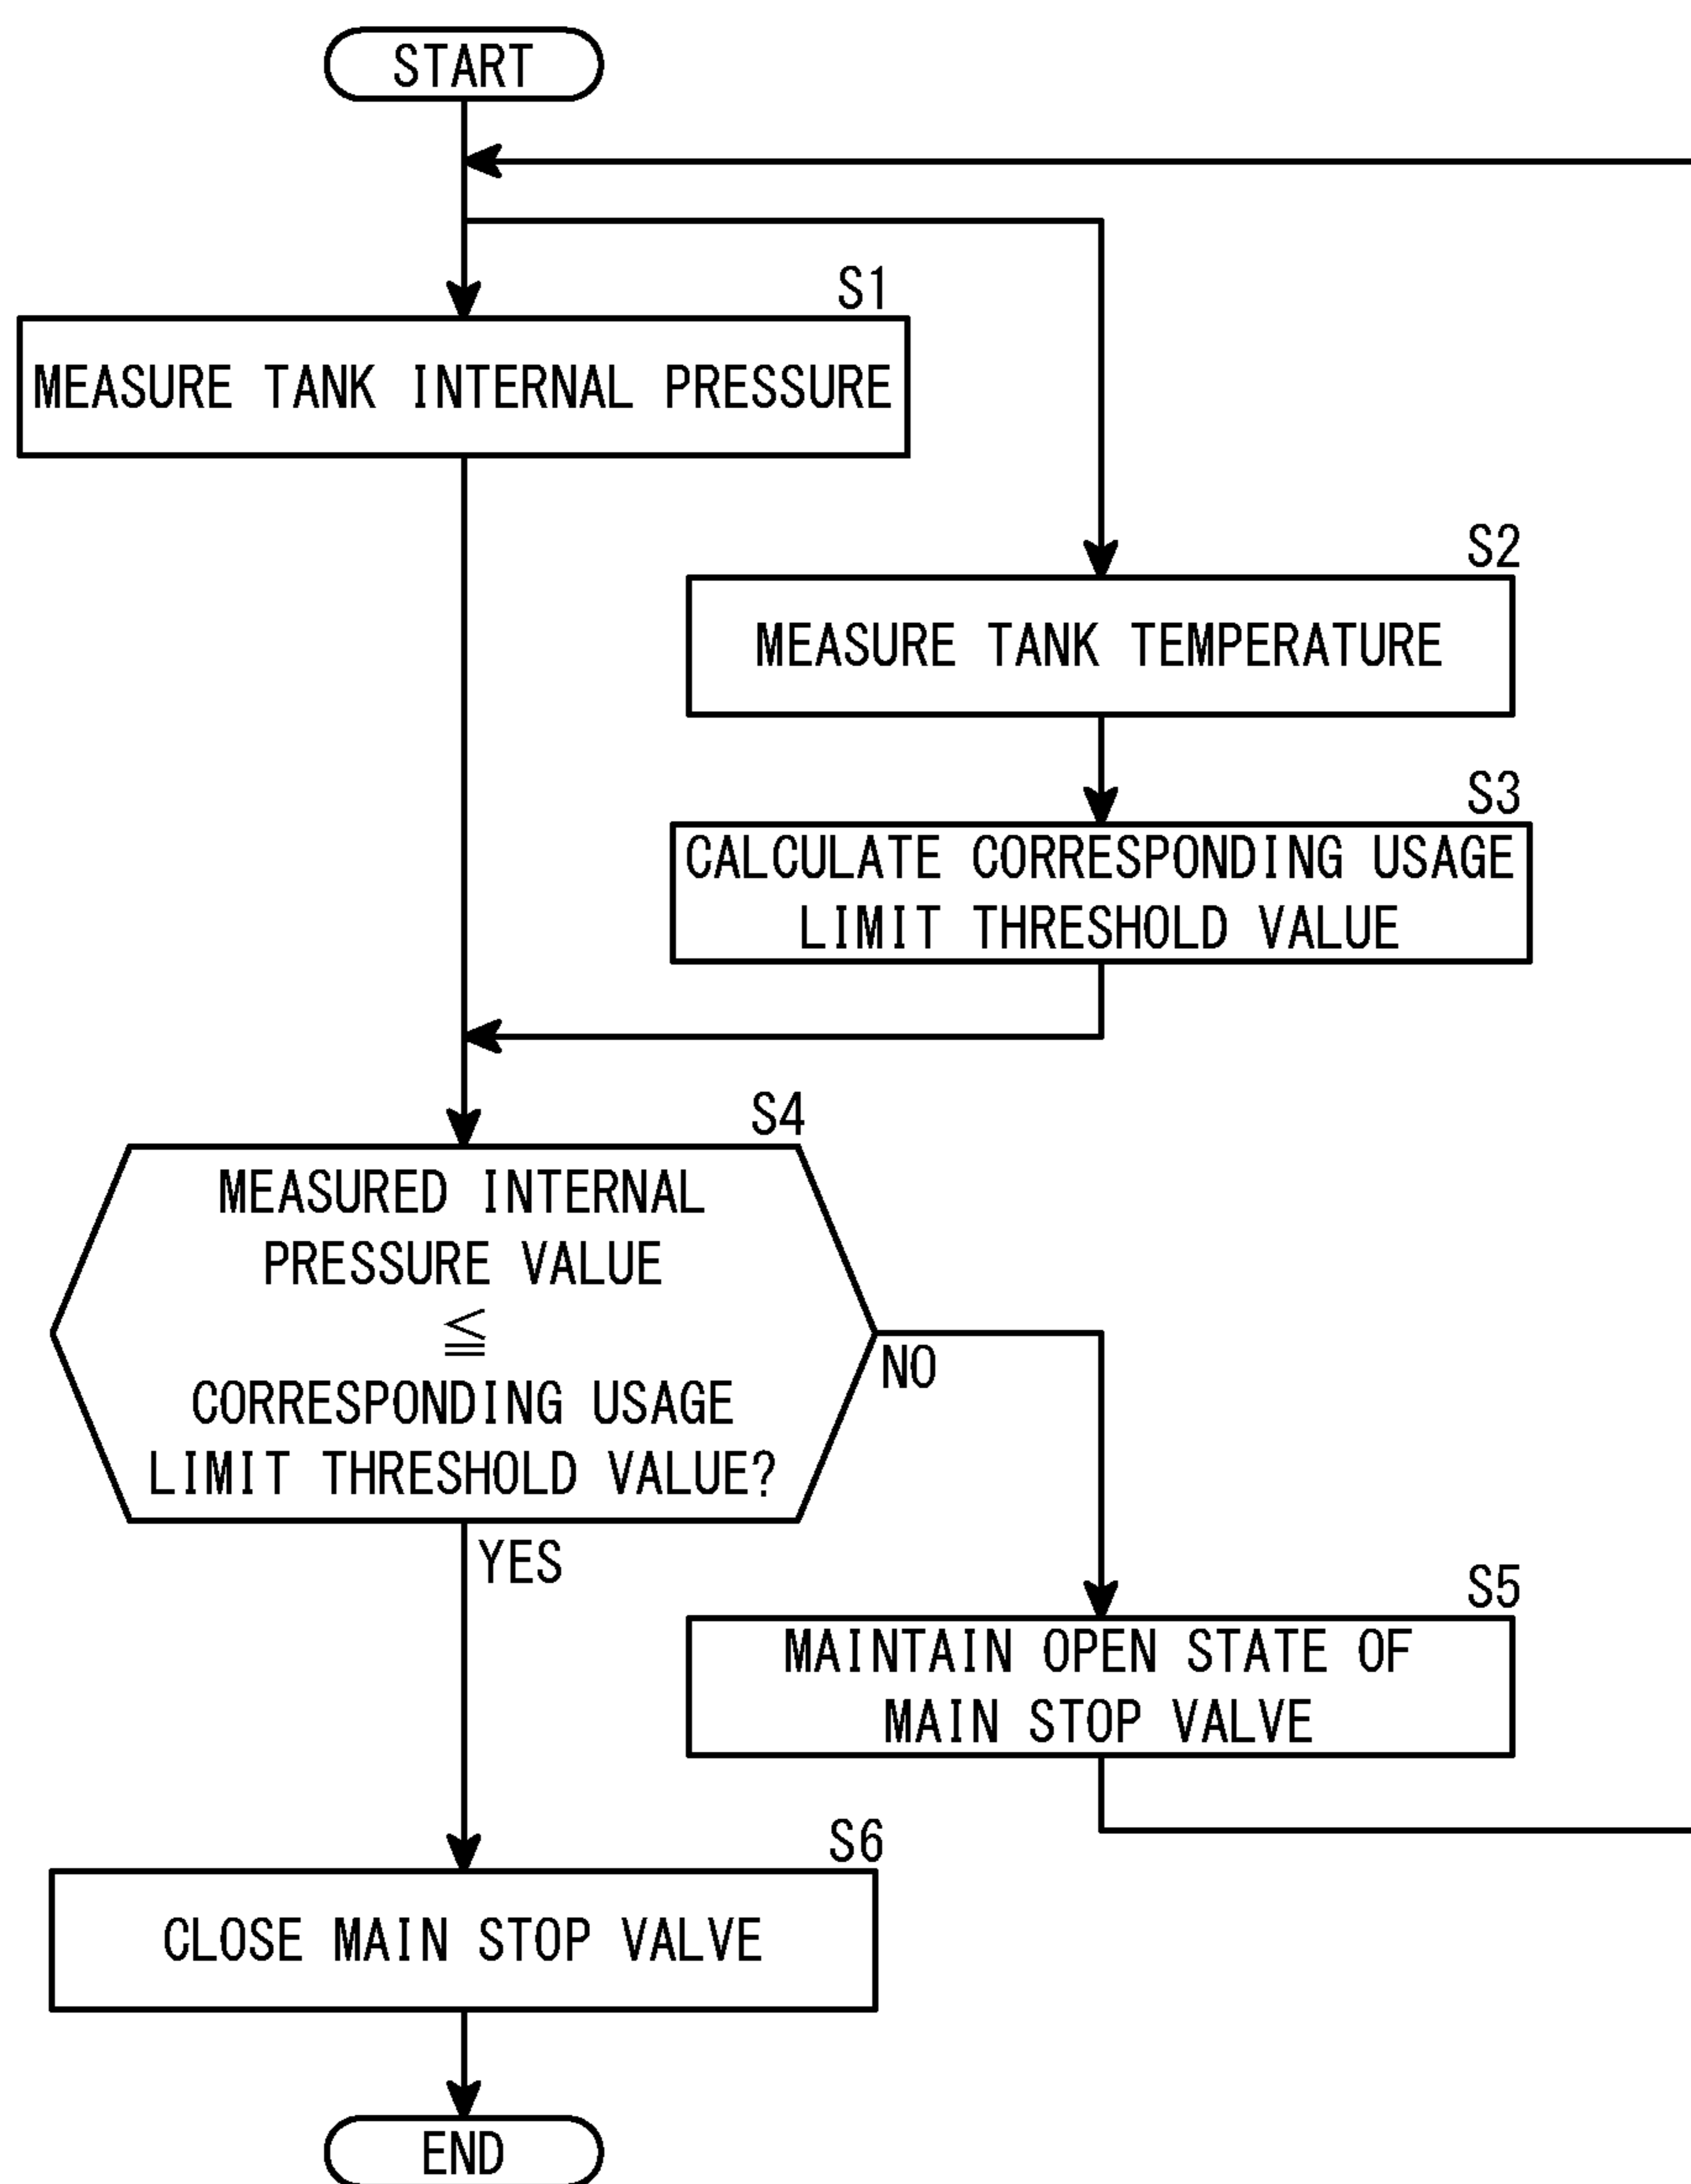 START
S1
MEASURE TANK INTERNAL PRESSURE
S2
MEASURE TANK TEMPERATURE
S3
CALCULATE CORRESPONDING USAGE
LIMIT THRESHOLD VALUE
S4
MEASURED INTERNAL
PRESSURE VALUE
≦
CORRESPONDING USAGE
LIMIT THRESHOLD VALUE?
NO
YES
S5
MAINTAIN OPEN STATE OF
MAIN STOP VALVE
S6
CLOSE MAIN STOP VALVE
END